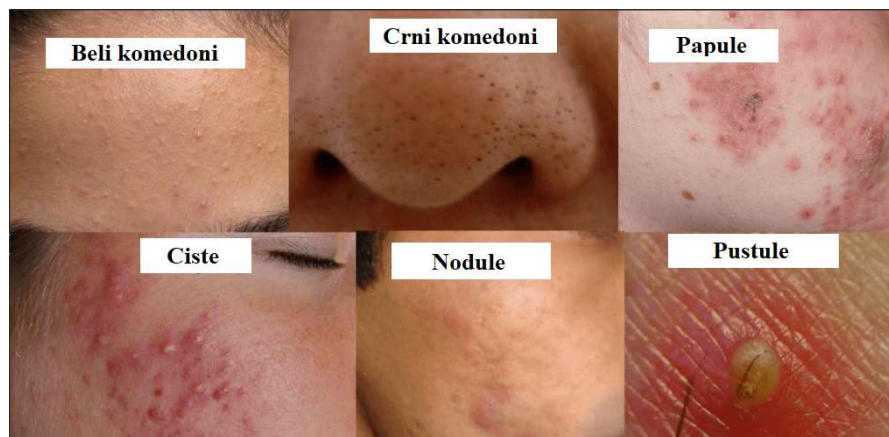 Beli komedoni
Crni komedoni
Papule
Ciste
Nodule
Pustule